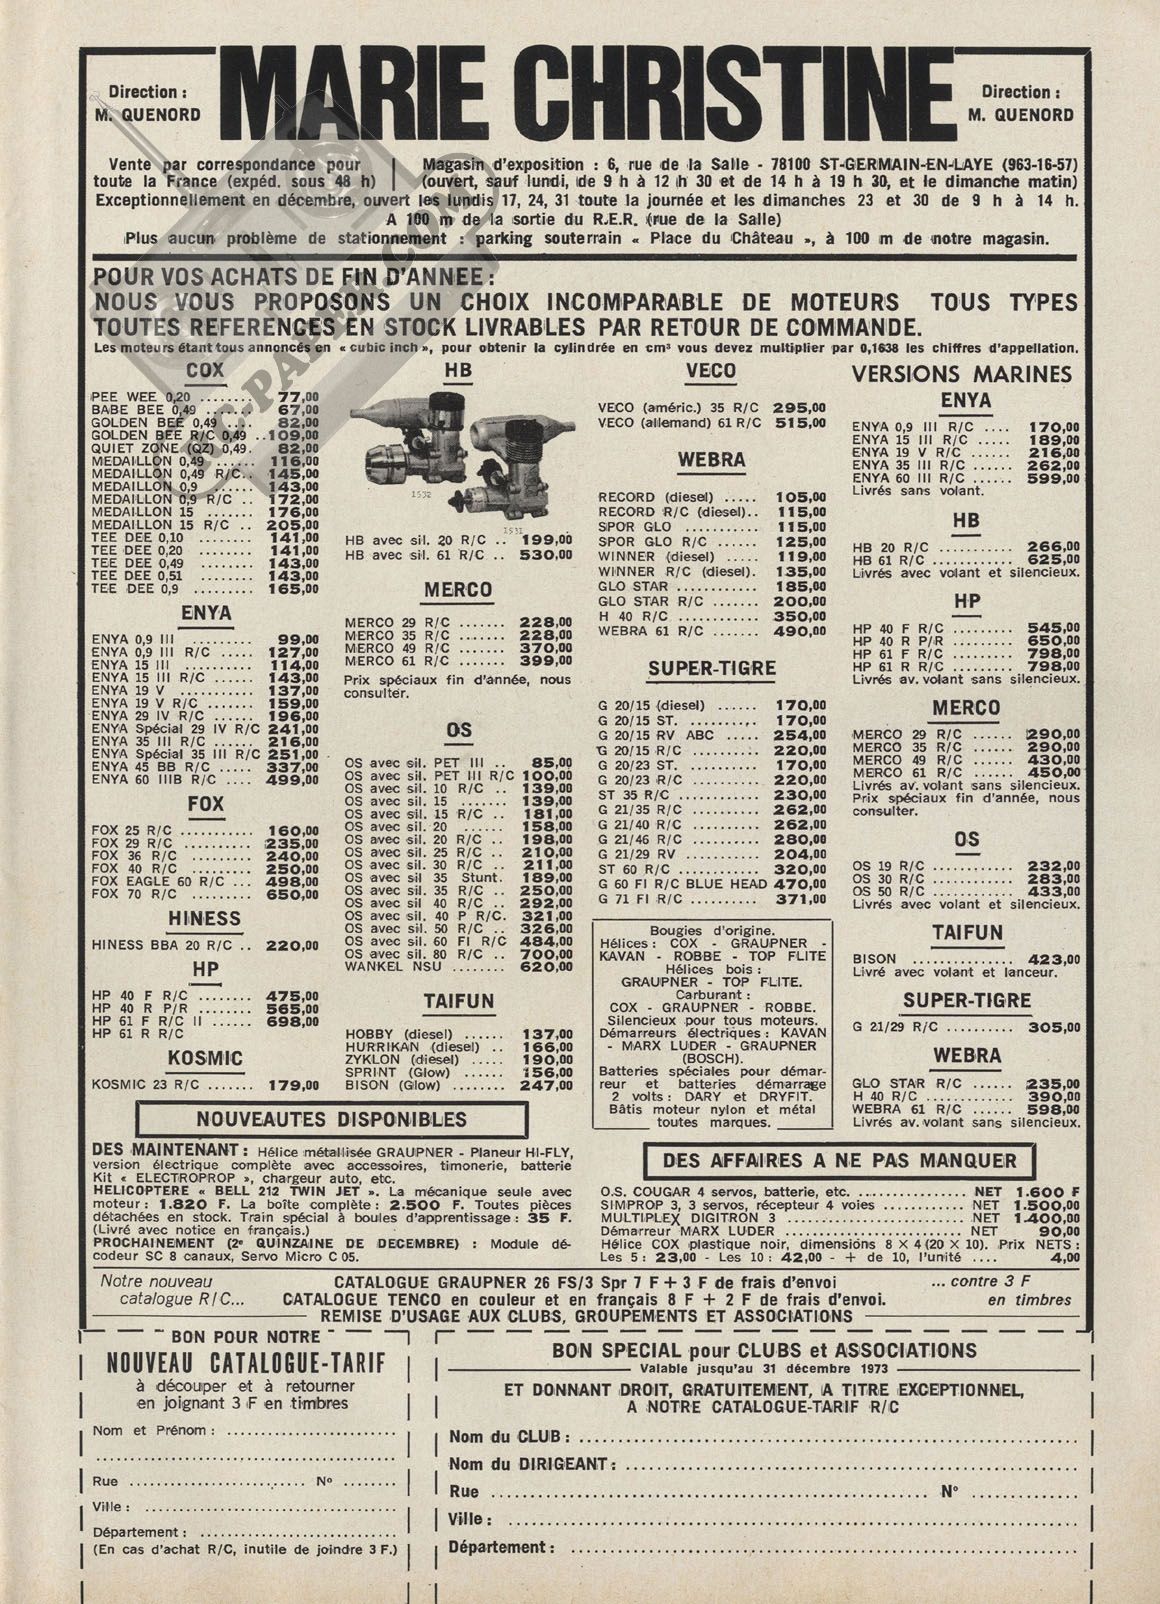 MARIE CHRISTINE
Direction :
M. QUENORD
Direction :
M. QUENORD
Vente par correspondance pour
toute la France (expéd. sous 48 h)
Magasin d'exposition : 6, rue de la Salle - 78100 ST-GERMAIN-EN-LAYE (963-16-57)
(ouvert, sauf lundi, de 9 h à 12 h 30 et de 14 h à 19 h 30, et le dimanche matin)
Exceptionnellement en décembre, ouvert les lundis 17, 24, 31 toute la journée et les dimanches 23 et 30 de 9 h à 14 h.
A 100 m de la sortie du R.E.R. (rue de la Salle)
Plus aucun problème de stationnement : parking souterrain « Place du Château », à 100 m de notre magasin.
POUR VOS ACHATS DE FIN D'ANNEE :
NOUS VOUS PROPOSONS UN CHOIX INCOMPARABLE DE MOTEURS TOUS TYPES
TOUTES REFERENCES EN STOCK LIVRABLES PAR RETOUR DE COMMANDE.
Les moteurs étant tous annoncés en « cubic inch », pour obtenir la cylindrée en cm³ vous devez multiplier par 0,1638 les chiffres d'appellation.
COX
PEE WEE 0,20 ........ 77,00
BABE BEE 0,49 ....... 67,00
GOLDEN BEE 0,49 .... 82,00
GOLDEN BEE R/C 0,49 ..109,00
QUIET ZONE (QZ) 0,49. 82,00
MEDAILLON 0,49 ...... 116,00
MEDAILLON 0,49 R/C.. 145,00
MEDAILLON 0,9 ....... 143,00
MEDAILLON 0,9 R/C .. 172,00
MEDAILLON 15 ........ 176,00
MEDAILLON 15 R/C .. 205,00
TEE DEE 0,10 ........ 141,00
TEE DEE 0,20 ........ 141,00
TEE DEE 0,49 ........ 143,00
TEE DEE 0,51 ........ 143,00
TEE DEE 0,9 ......... 165,00
ENYA
ENYA 0,9 III .......... 99,00
ENYA 0,9 III R/C ..... 127,00
ENYA 15 III .......... 114,00
ENYA 15 III R/C ...... 143,00
ENYA 19 V ........... 137,00
ENYA 19 V R/C ....... 159,00
ENYA 29 IV R/C ...... 196,00
ENYA Spécial 29 IV R/C 241,00
ENYA 35 III R/C ...... 216,00
ENYA Spécial 35 III R/C 251,00
ENYA 45 BB R/C ..... 337,00
ENYA 60 IIIB R/C ..... 499,00
FOX
FOX 25 R/C .......... 160,00
FOX 29 R/C .......... 235,00
FOX 36 R/C .......... 240,00
FOX 40 R/C .......... 250,00
FOX EAGLE 60 R/C ... 498,00
FOX 70 R/C .......... 650,00
HINESS
HINESS BBA 20 R/C .. 220,00
HP
HP 40 F R/C ........ 475,00
HP 40 R P/R ........ 565,00
HP 61 F R/C II ...... 698,00
HP 61 R R/C
KOSMIC
KOSMIC 23 R/C ....... 179,00
HB
1532
1531
HB avec sil. 20 R/C .. 199,00
HB avec sil. 61 R/C .. 530,00
MERCO
MERCO 29 R/C ....... 228,00
MERCO 35 R/C ....... 228,00
MERCO 49 R/C ....... 370,00
MERCO 61 R/C ....... 399,00
Prix spéciaux fin d'année, nous
consulter.
OS
OS avec sil. PET III .. 85,00
OS avec sil. PET III R/C 100,00
OS avec sil. 10 R/C .. 139,00
OS avec sil. 15 ....... 139,00
OS avec sil. 15 R/C .. 181,00
OS avec sil. 20 ...... 158,00
OS avec sil. 20 R/C .. 198,00
OS avec sil. 25 R/C .. 210,00
OS avec sil. 30 R/C .. 211,00
OS avec sil 35 Stunt. 189,00
OS avec sil. 35 R/C .. 250,00
OS avec sil 40 R/C .. 292,00
OS avec sil. 40 P R/C. 321,00
OS avec sil. 50 R/C .. 326,00
OS avec sil. 60 FI R/C 484,00
OS avec sil. 80 R/C .. 700,00
WANKEL NSU ........ 620,00
TAIFUN
HOBBY (diesel) ...... 137,00
HURRIKAN (diesel) .. 166,00
ZYKLON (diesel) ..... 190,00
SPRINT (Glow) ...... 156,00
BISON (Glow) ........ 247,00
VECO
VECO (améric.) 35 R/C 295,00
VECO (allemand) 61 R/C 515,00
WEBRA
RECORD (diesel) ..... 105,00
RECORD R/C (diesel).. 115,00
SPOR GLO ........... 115,00
SPOR GLO R/C ...... 125,00
WINNER (diesel) ..... 119,00
WINNER R/C (diesel). 135,00
GLO STAR ........... 185,00
GLO STAR R/C ....... 200,00
H 40 R/C ............ 350,00
WEBRA 61 R/C ....... 490,00
SUPER-TIGRE
G 20/15 (diesel) ...... 170,00
G 20/15 ST. .......... 170,00
G 20/15 RV ABC ..... 254,00
G 20/15 R/C ......... 220,00
G 20/23 ST. .......... 170,00
G 20/23 R/C ......... 220,00
ST 35 R/C ........... 230,00
G 21/35 R/C ......... 262,00
G 21/40 R/C ......... 262,00
G 21/46 R/C ......... 280,00
G 21/29 RV .......... 204,00
ST 60 R/C ........... 320,00
G 60 FI R/C BLUE HEAD 470,00
G 71 FI R/C .......... 371,00
Bougies d'origine.
Hélices : COX - GRAUPNER -
KAVAN - ROBBE - TOP FLITE
Hélices bois :
GRAUPNER - TOP FLITE.
Carburant :
COX - GRAUPNER - ROBBE.
Silencieux pour tous moteurs.
Démarreurs électriques : KAVAN
- MARX LUDER - GRAUPNER
(BOSCH).
Batteries spéciales pour démar-
reur et batteries démarrage
2 volts : DARY et DRYFIT.
Bâtis moteur nylon et métal
toutes marques.
VERSIONS MARINES
ENYA
ENYA 0,9 III R/C .... 170,00
ENYA 15 III R/C ..... 189,00
ENYA 19 V R/C ...... 216,00
ENYA 35 III R/C ..... 262,00
ENYA 60 III R/C ..... 599,00
Livrés sans volant.
HB
HB 20 R/C .......... 266,00
HB 61 R/C ............ 625,00
Livrés avec volant et silencieux.
HP
HP 40 F R/C ......... 545,00
HP 40 R P/R ......... 650,00
HP 61 F R/C ......... 798,00
HP 61 R R/C ......... 798,00
Livrés av. volant sans silencieux.
MERCO
MERCO 29 R/C ...... 290,00
MERCO 35 R/C ...... 290,00
MERCO 49 R/C ...... 430,00
MERCO 61 R/C ...... 450,00
Livrés av. volant sans silencieux.
Prix spéciaux fin d'année, nous
consulter.
OS
OS 19 R/C ........... 232,00
OS 30 R/C ........... 283,00
OS 50 R/C ........... 433,00
Livrés avec volant et silencieux.
TAIFUN
BISON ............... 423,00
Livré avec volant et lanceur.
SUPER-TIGRE
G 21/29 R/C .......... 305,00
WEBRA
GLO STAR R/C ...... 235,00
H 40 R/C ............ 390,00
WEBRA 61 R/C ...... 598,00
Livrés av. volant sans silencieux.
NOUVEAUTES DISPONIBLES
DES MAINTENANT : Hélice métallisée GRAUPNER - Planeur HI-FLY,
version électrique complète avec accessoires, timonerie, batterie
Kit « ELECTROPROP », chargeur auto, etc.
HELICOPTERE « BELL 212 TWIN JET ». La mécanique seule avec
moteur : 1.820 F. La boîte complète : 2.500 F. Toutes pièces
détachées en stock. Train spécial à boules d'apprentissage : 35 F.
(Livré avec notice en français.)
PROCHAINEMENT (2e QUINZAINE DE DECEMBRE) : Module dé-
codeur SC 8 canaux, Servo Micro C 05.
DES AFFAIRES A NE PAS MANQUER
O.S. COUGAR 4 servos, batterie, etc. .............. NET 1.600 F
SIMPROP 3, 3 servos, récepteur 4 voies ............ NET 1.500,00
MULTIPLEX DIGITRON 3 ........................ NET 1.400,00
Démarreur MARX LUDER ........................ NET 90,00
Hélice COX plastique noir, dimensions 8 × 4 (20 × 10). Prix NETS :
Les 5 : 23,00 - Les 10 : 42,00 - + de 10, l'unité .... 4,00
Notre nouveau
catalogue R/C...
CATALOGUE GRAUPNER 26 FS/3 Spr 7 F + 3 F de frais d'envoi
CATALOGUE TENCO en couleur et en français 8 F + 2 F de frais d'envoi.
... contre 3 F
en timbres
REMISE D'USAGE AUX CLUBS, GROUPEMENTS ET ASSOCIATIONS
BON POUR NOTRE
NOUVEAU CATALOGUE-TARIF
à découper et à retourner
en joignant 3 F en timbres
Nom et Prénom : ........................
........................
Rue ........................ N° ........
Ville : ........................
Département : ........................
(En cas d'achat R/C, inutile de joindre 3 F.)
BON SPECIAL pour CLUBS et ASSOCIATIONS
Valable jusqu'au 31 décembre 1973
ET DONNANT DROIT, GRATUITEMENT, A TITRE EXCEPTIONNEL,
A NOTRE CATALOGUE-TARIF R/C
Nom du CLUB : ........................
Nom du DIRIGEANT : ........................
Rue ........................ N° ........
Ville : ........................
Département : ........................
RCPAPIER.COM